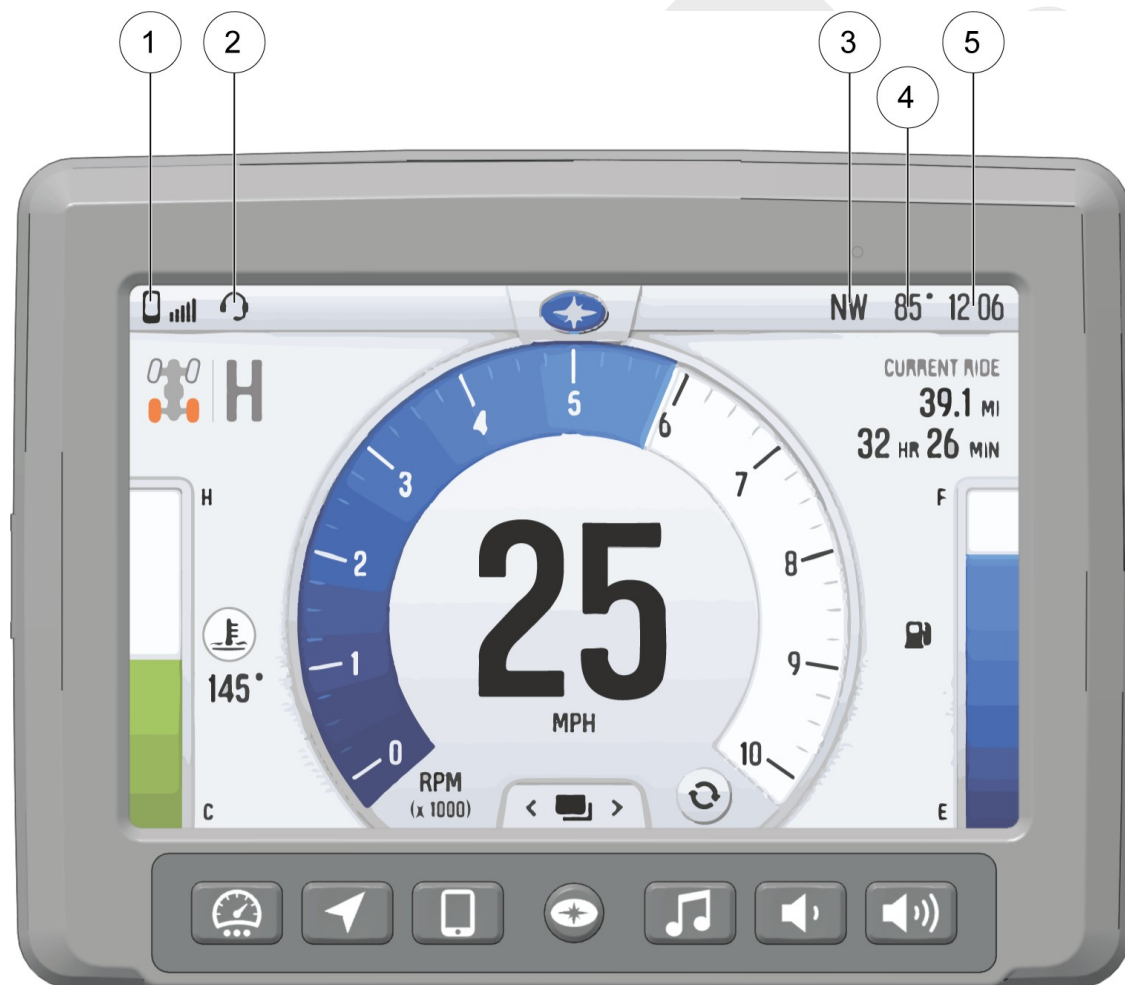 1 2 3 4 5
NW 85° 12:06
H
CURRENT RIDE
39.1 MI
32 HR 26 MIN
H
C
145°
0
1
2
3
4
5
6
7
8
9
10
25
MPH
RPM
(x 1000)
F
E